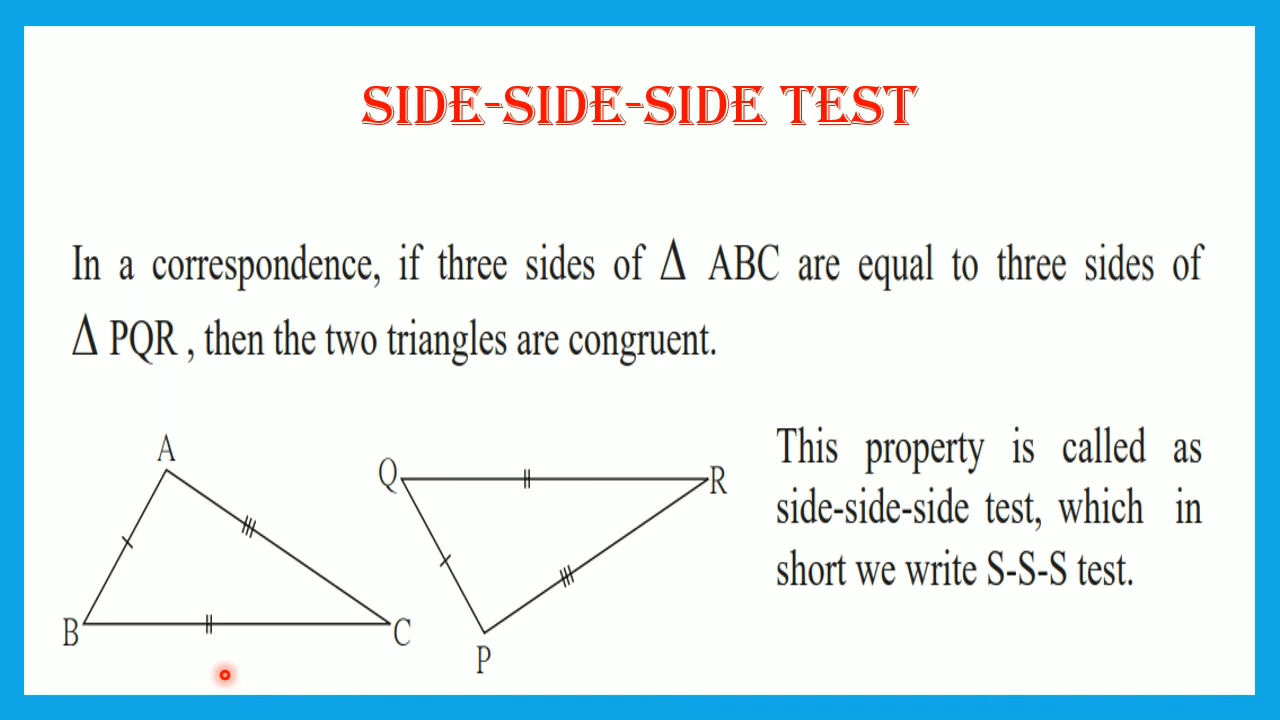 SIDE-SIDE-SIDE TEST
In a correspondence, if three sides of Δ ABC are equal to three sides of
Δ PQR , then the two triangles are congruent.
A
B
C
Q
R
P
This property is called as
side-side-side test, which in
short we write S-S-S test.